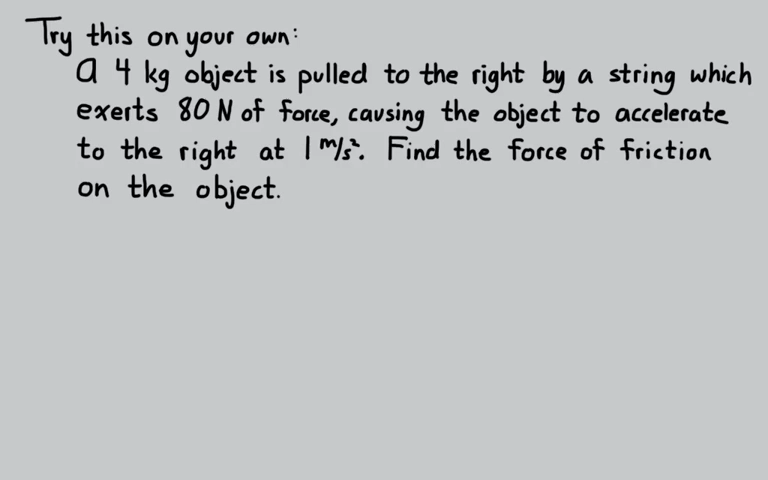 Try this on your own:
A 4 kg object is pulled to the right by a string which
exerts 80 N of force, causing the object to accelerate
to the right at 1 m/s². Find the force of friction
on the object.